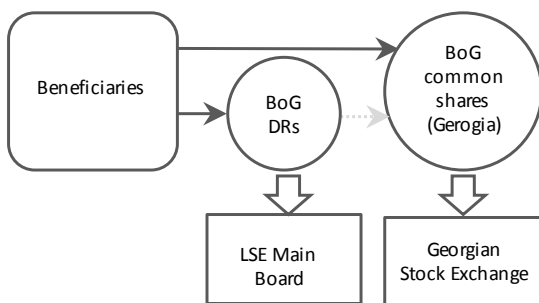 Beneficiaries
BoG
DRs
BoG
common
shares
(Gerogia)
LSE Main
Board
Georgian
Stock Exchange